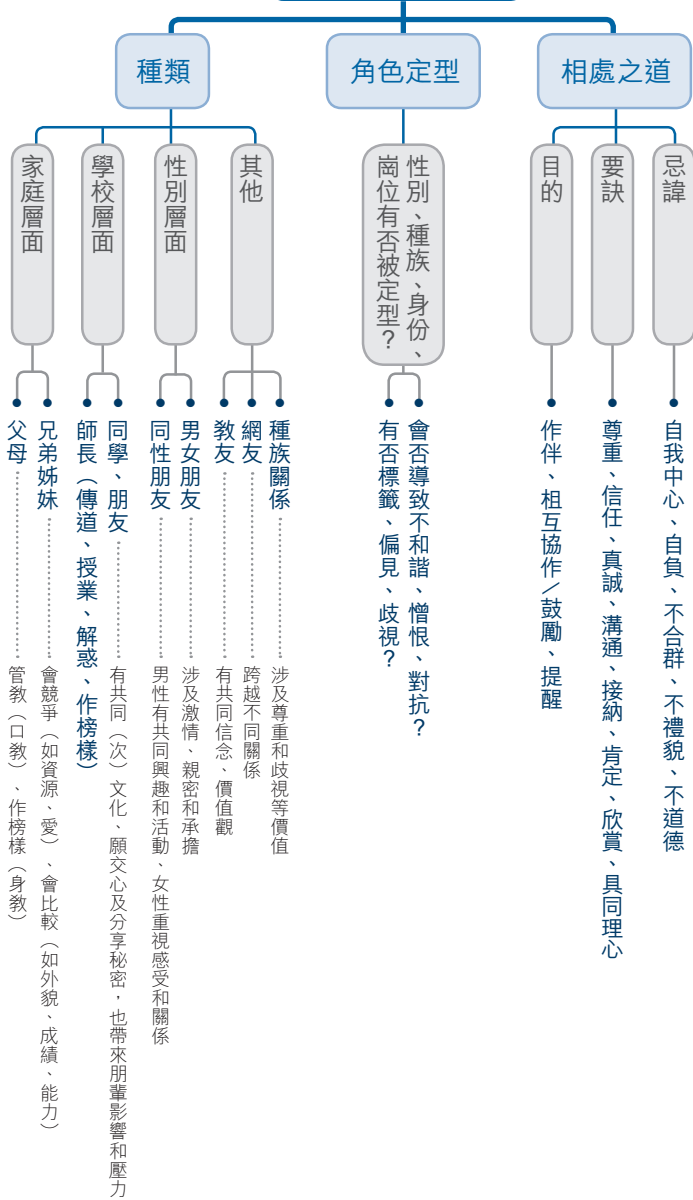 種類
角色定型
相處之道
家庭層面
學校層面
性別層面
其他
性別、種族、身份、
崗位有否被定型？
目的
要訣
忌諱
父母
管教（口教）、作榜樣（身教）
兄弟姊妹
會競爭（如資源、愛）、會比較（如外貌、成績、能力）
師長（傳道、授業、解惑、作榜樣）
同學、朋友
有共同（次）文化、願交心及分享秘密，也帶來朋輩影響和壓力
同性朋友
男性有共同興趣和活動、女性重視感受和關係
男女朋友
涉及激情、親密和承擔
教友
有共同信念、價值觀
網友
跨越不同關係
種族關係
涉及尊重和歧視等價值
會否導致不和諧、憎恨、對抗？
有否標籤、偏見、歧視？
作伴、相互協作／鼓勵、提醒
尊重、信任、真誠、溝通、接納、肯定、欣賞、具同理心
自我中心、自負、不合群、不禮貌、不道德